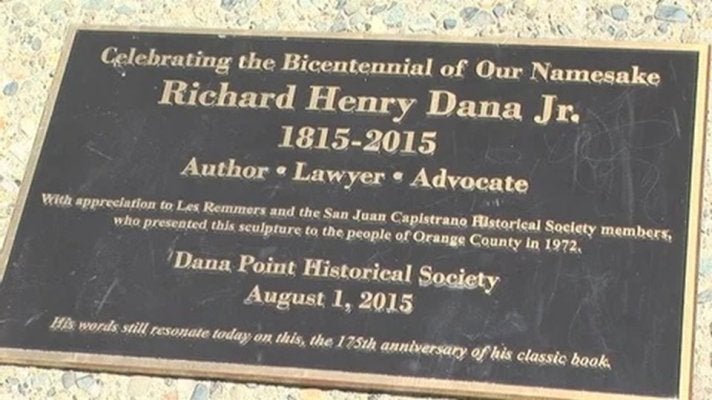 Celebrating the Bicentennial of Our Namesake
Richard Henry Dana Jr.
1815-2015
Author • Lawyer • Advocate
With appreciation to Les Remmers and the San Juan Capistrano Historical Society members,
who presented this sculpture to the people of Orange County in 1972.
Dana Point Historical Society
August 1, 2015
His words still resonate today on this, the 175th anniversary of his classic book.